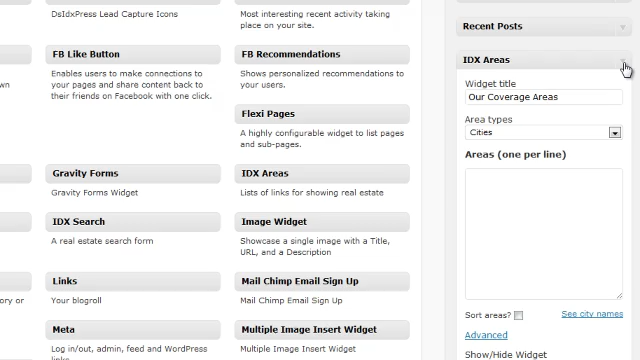 DsIdxPress Lead Capture Icons
Most interesting recent activity taking
place on your site.
own
FB Like Button
Enables users to make connections to
your pages and share content back to
their friends on Facebook with one click.
FB Recommendations
Shows personalized recommendations to
your users.
Flexi Pages
A highly configurable widget to list pages
and sub-pages.
Gravity Forms
Gravity Forms Widget
IDX Areas
Lists of links for showing real estate
IDX Search
A real estate search form
Image Widget
Showcase a single image with a Title,
URL, and a Description
ory or
Links
Your blogroll
Mail Chimp Email Sign Up
Mail Chimp Email Sign Up
Meta
Log in/out, admin, feed and WordPress
links
Multiple Image Insert Widget
Multiple Image Insert Widget
Recent Posts
IDX Areas
Widget title
Our Coverage Areas
Area types
Cities
Areas (one per line)
Sort areas?
See city names
Advanced
Show/Hide Widget